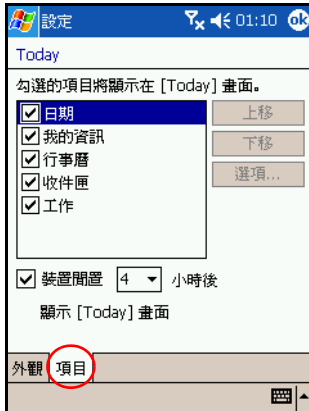 設定 01:10 ok
Today
勾選的項目將顯示在 [Today] 畫面。
日期
我的資訊
行事曆
收件匣
工作
上移
下移
選項...
裝置閒置 4 小時後
顯示 [Today] 畫面
外觀 項目